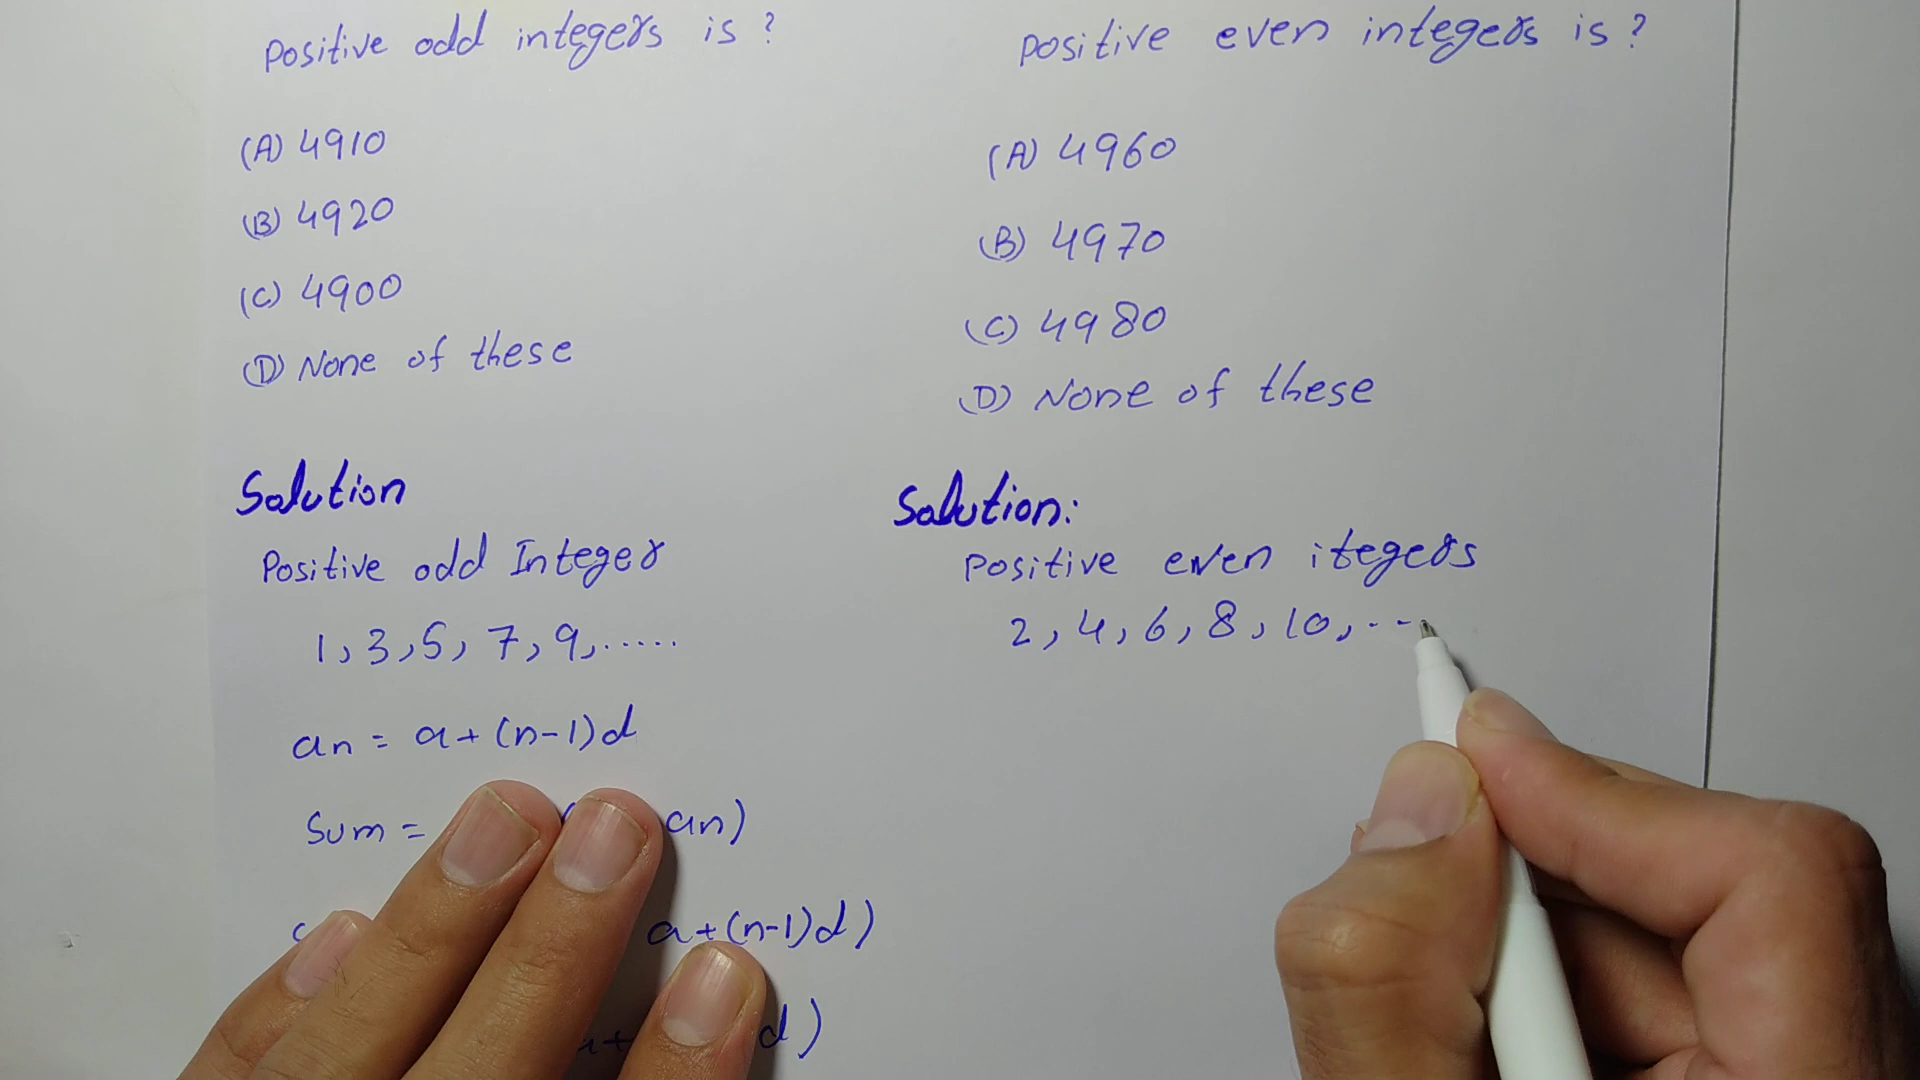 Positive odd integers is ?
(A) 4910
(B) 4920
(C) 4900
(D) None of these
Solution
Positive odd Integer
1, 3, 5, 7, 9, .....
an = a + (n-1)d
Sum = an)
a + (n-1)d)
d)
positive even integers is ?
(A) 4960
(B) 4970
(C) 4980
(D) None of these
Solution:
Positive even itegers
2, 4, 6, 8, 10, ---